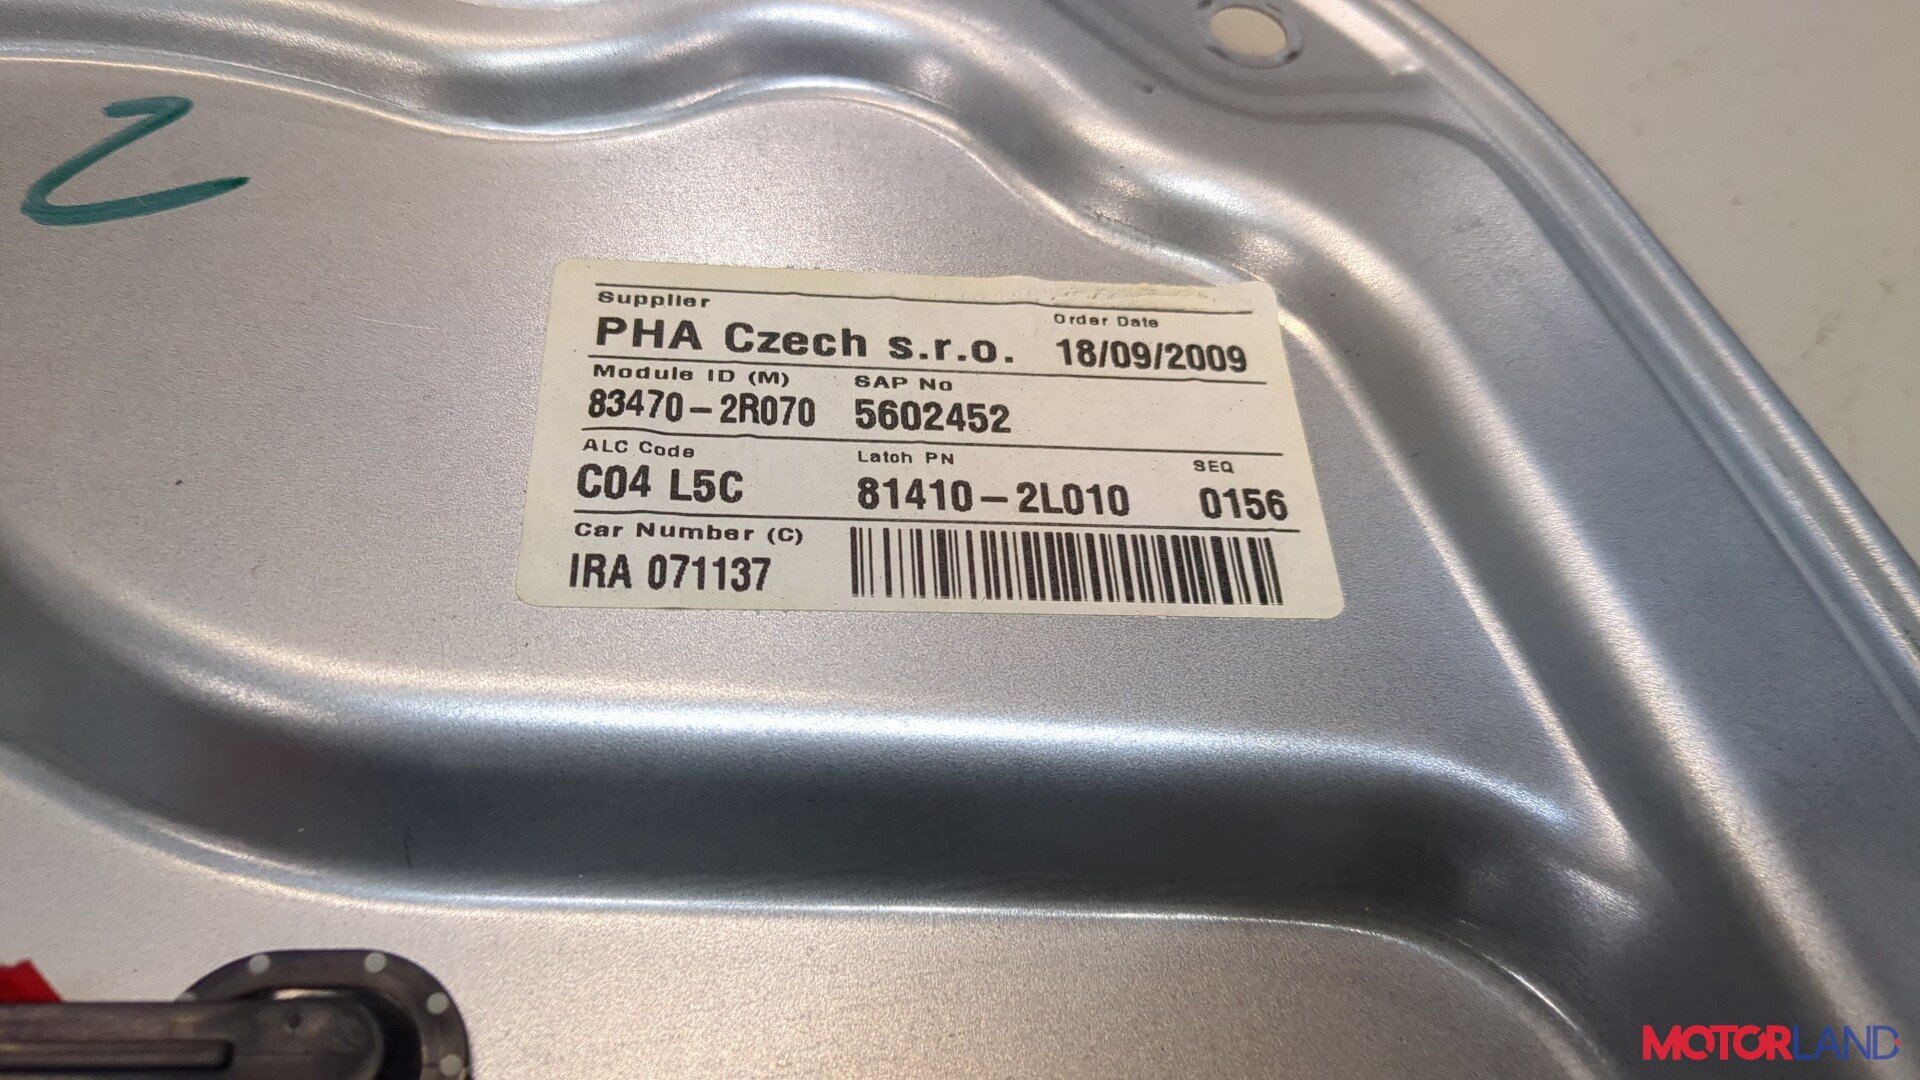 2
Supplier
PHA Czech s.r.o.
Order Date
18/09/2009
Module ID (M)
83470-2R070
SAP No
5602452
ALC Code
C04 L5C
Latch PN
81410-2L010
SEQ
0156
Car Number (C)
IRA 071137
MOTORLAND